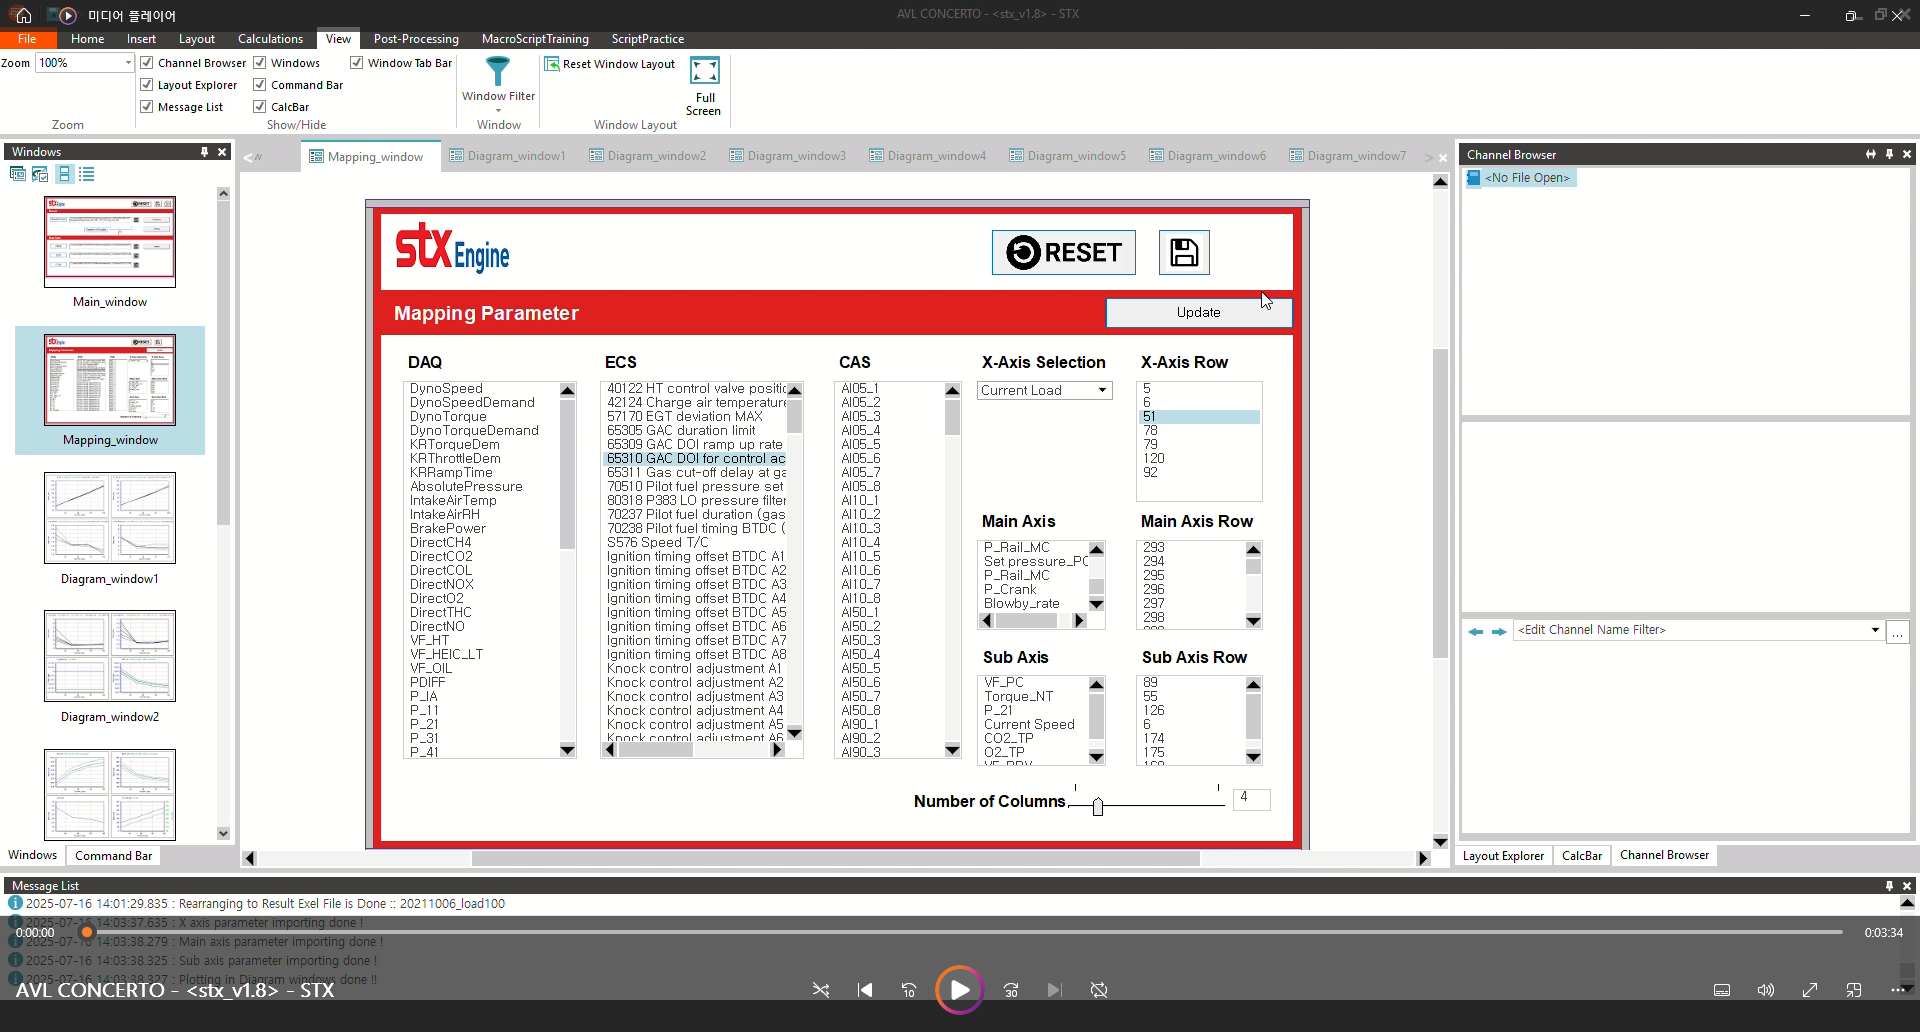 미디어 플레이어
AVL CONCERTO - <stx_v1.8> - STX
File Home Insert Layout Calculations View Post-Processing MacroScriptTraining ScriptPractice
Zoom 100%
Channel Browser Windows Window Tab Bar
Layout Explorer Command Bar
Message List CalcBar
Window Filter
Reset Window Layout
Full
Screen
Zoom Show/Hide Window Window Layout
Windows
Main_window
Mapping_window
Diagram_window1
Diagram_window2
Windows Command Bar
Mapping_window Diagram_window1 Diagram_window2 Diagram_window3 Diagram_window4 Diagram_window5 Diagram_window6 Diagram_window7
STX Engine
RESET
Mapping Parameter
Update
DAQ
DynoSpeed
DynoSpeedDemand
DynoTorque
DynoTorqueDemand
KRTorqueDem
KRThrottleDem
KRRampTime
AbsolutePressure
IntakeAirTemp
IntakeAirRH
BrakePower
DirectCH4
DirectCO2
DirectCOL
DirectNOX
DirectO2
DirectTHC
DirectNO
VF_HT
VF_HEIC_LT
VF_OIL
PDIFF
P_IA
P_11
P_21
P_31
P_41
ECS
40122 HT control valve positic
42124 Charge air temperature
57170 EGT deviation MAX
65305 GAC duration limit
65309 GAC DOI ramp up rate
65310 GAC DOI for control ac
65311 Gas cut-off delay at ga
70510 Pilot fuel pressure set
80318 P383 LO pressure filter
70237 Pilot fuel duration (gas
70238 Pilot fuel timing BTDC (
S576 Speed T/C
Ignition timing offset BTDC A1
Ignition timing offset BTDC A2
Ignition timing offset BTDC A3
Ignition timing offset BTDC A4
Ignition timing offset BTDC A5
Ignition timing offset BTDC A6
Ignition timing offset BTDC A7
Ignition timing offset BTDC A8
Knock control adjustment A1
Knock control adjustment A2
Knock control adjustment A3
Knock control adjustment A4
Knock control adjustment A5
Knock control adjustment A6
CAS
AI05_1
AI05_2
AI05_3
AI05_4
AI05_5
AI05_6
AI05_7
AI05_8
AI10_1
AI10_2
AI10_3
AI10_4
AI10_5
AI10_6
AI10_7
AI10_8
AI50_1
AI50_2
AI50_3
AI50_4
AI50_5
AI50_6
AI50_7
AI50_8
AI90_1
AI90_2
AI90_3
X-Axis Selection
Current Load
X-Axis Row
5
6
51
78
79
120
92
Main Axis
P_Rail_MC
Set pressure_PC
P_Rail_MC
P_Crank
Blowby_rate
Main Axis Row
293
294
295
296
297
298
Sub Axis
VF_PC
Torque_NT
P_21
Current Speed
CO2_TP
O2_TP
Sub Axis Row
89
55
126
6
174
175
Number of Columns
4
Channel Browser
<No File Open>
<Edit Channel Name Filter>
...
Layout Explorer CalcBar Channel Browser
Message List
2025-07-16 14:01:29.835 : Rearranging to Result Exel File is Done :: 20211006_load100
2025-07-16 14:03:37.635 : X axis parameter importing done !
0:00:00
0:03:34
2025-07-16 14:03:38.279 : Main axis parameter importing done !
2025-07-16 14:03:38.325 : Sub axis parameter importing done !
2025-07-16 14:03:38.327 : Plotting in Diagram windows done !!
AVL CONCERTO - <stx_v1.8> - STX
10
30